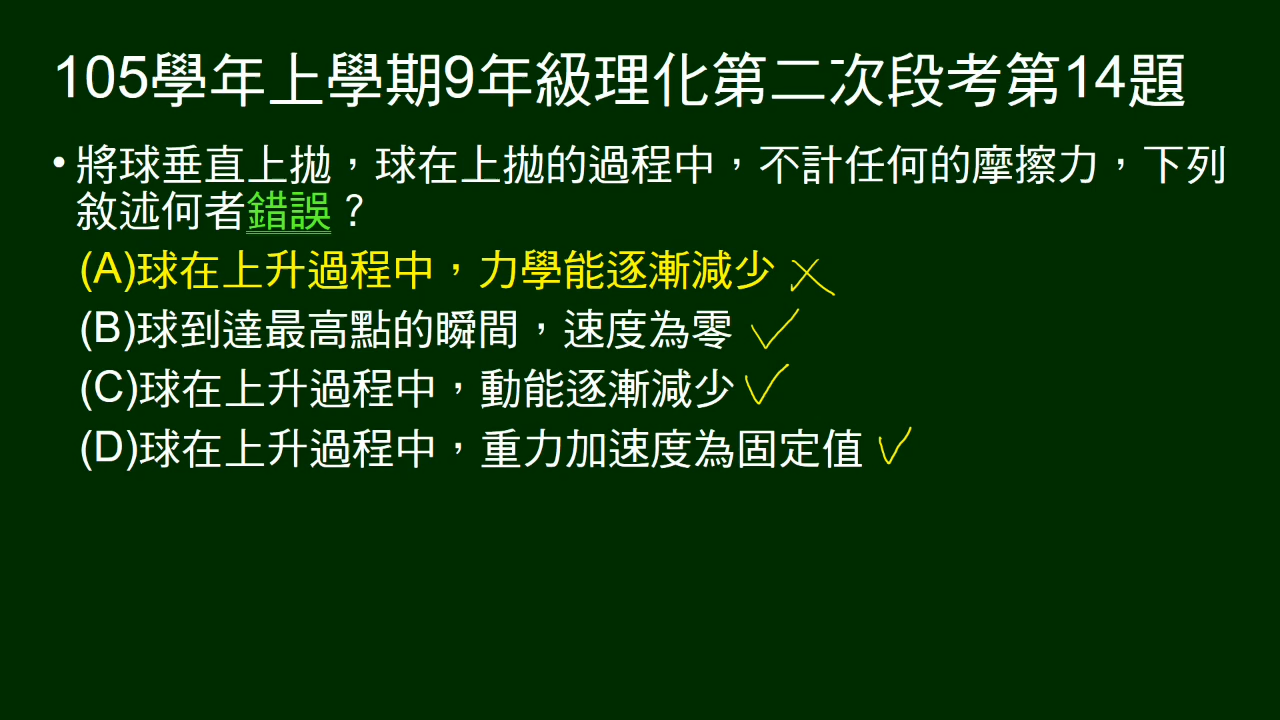 105學年上學期9年級理化第二次段考第14題
•將球垂直上拋，球在上拋的過程中，不計任何的摩擦力，下列
敘述何者錯誤？
(A)球在上升過程中，力學能逐漸減少
(B)球到達最高點的瞬間，速度為零
(C)球在上升過程中，動能逐漸減少
(D)球在上升過程中，重力加速度為固定值